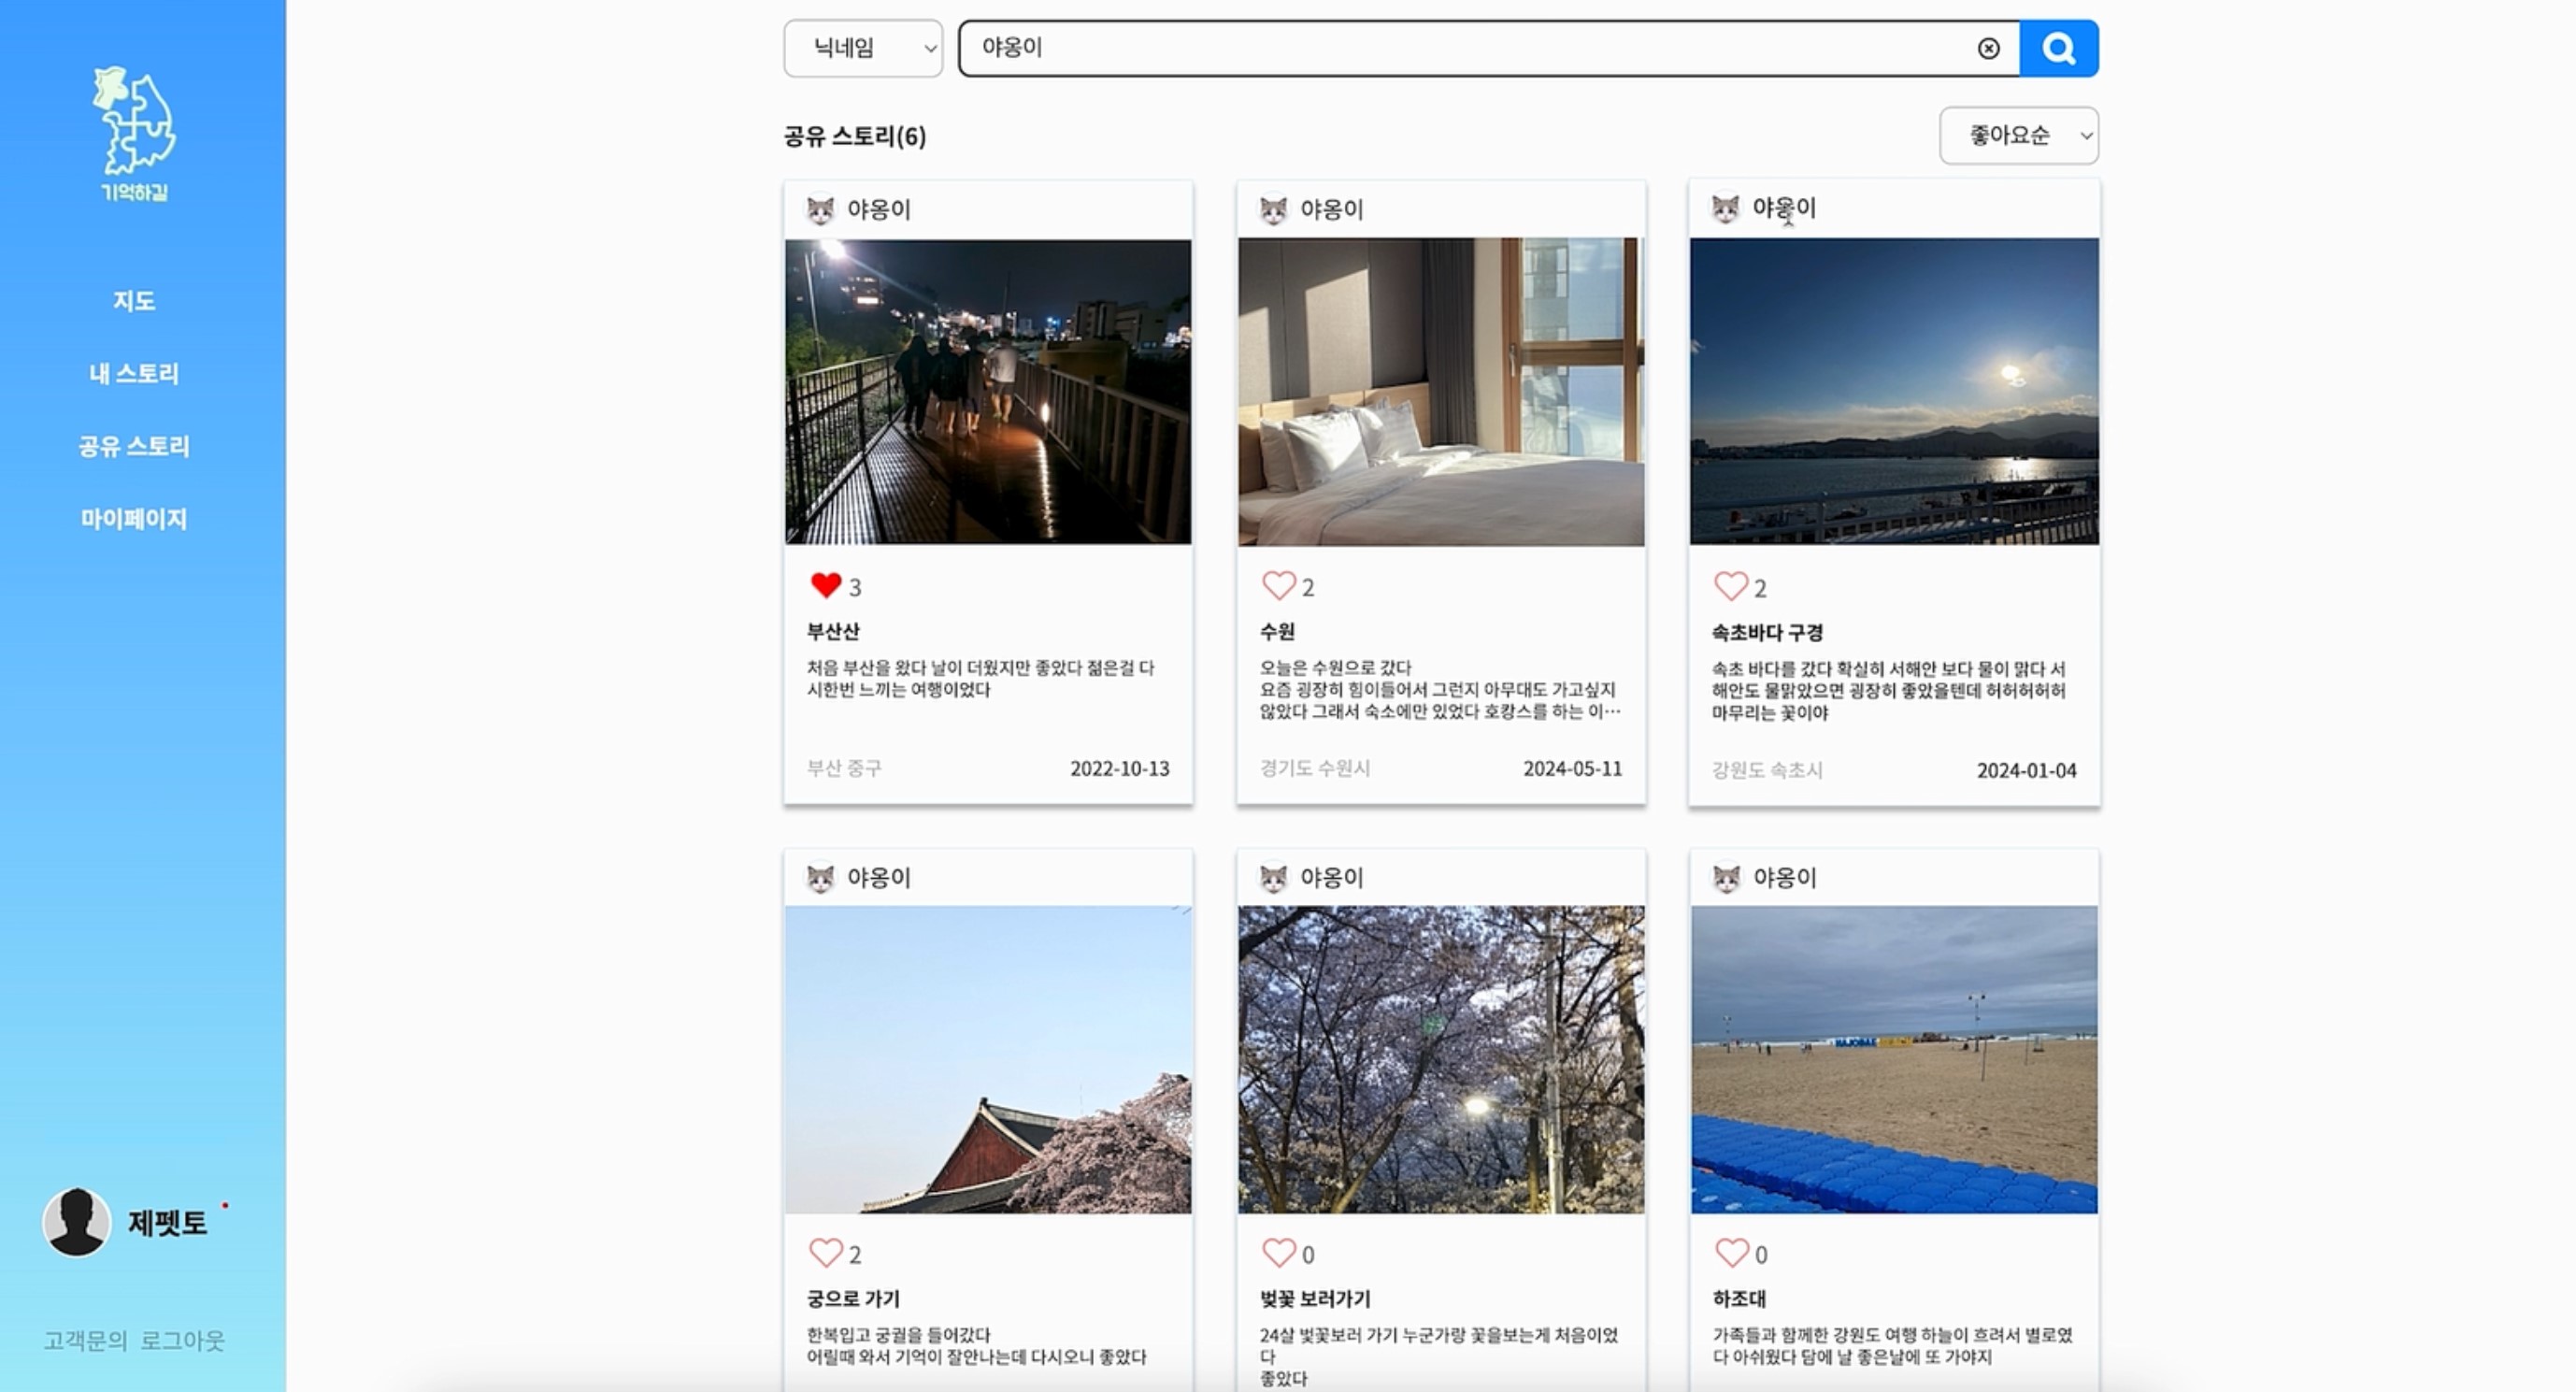 기억하길
지도
내 스토리
공유 스토리
마이페이지
제펫토
고객문의 로그아웃
닉네임
야옹이
공유 스토리(6)
좋아요순
야옹이
3
부산산
처음 부산을 왔다 날이 더웠지만 좋았다 젊은걸 다
시한번 느끼는 여행이었다
부산 중구 2022-10-13
야옹이
2
수원
오늘은 수원으로 갔다
요즘 굉장히 힘이들어서 그런지 아무대도 가고싶지
않았다 그래서 숙소에만 있었다 호캉스를 하는 이…
경기도 수원시 2024-05-11
야옹이
2
속초바다 구경
속초 바다를 갔다 확실히 서해안 보다 물이 맑다 서
해안도 물맑았으면 굉장히 좋았을텐데 허허허허허
마무리는 꽃이야
강원도 속초시 2024-01-04
야옹이
2
궁으로 가기
한복입고 궁궐을 들어갔다
어릴때 와서 기억이 잘안나는데 다시오니 좋았다
야옹이
0
벚꽃 보러가기
24살 벚꽃보러 가기 누군가랑 꽃을보는게 처음이었
다
좋았다
야옹이
0
하조대
가족들과 함께한 강원도 여행 하늘이 흐려서 별로였
다 아쉬웠다 담에 날 좋은날에 또 가야지